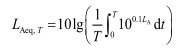 L_{Aeq, T} = 10lg(\frac{1}{T}\int_0^T 10^{0.1L_A} dt)